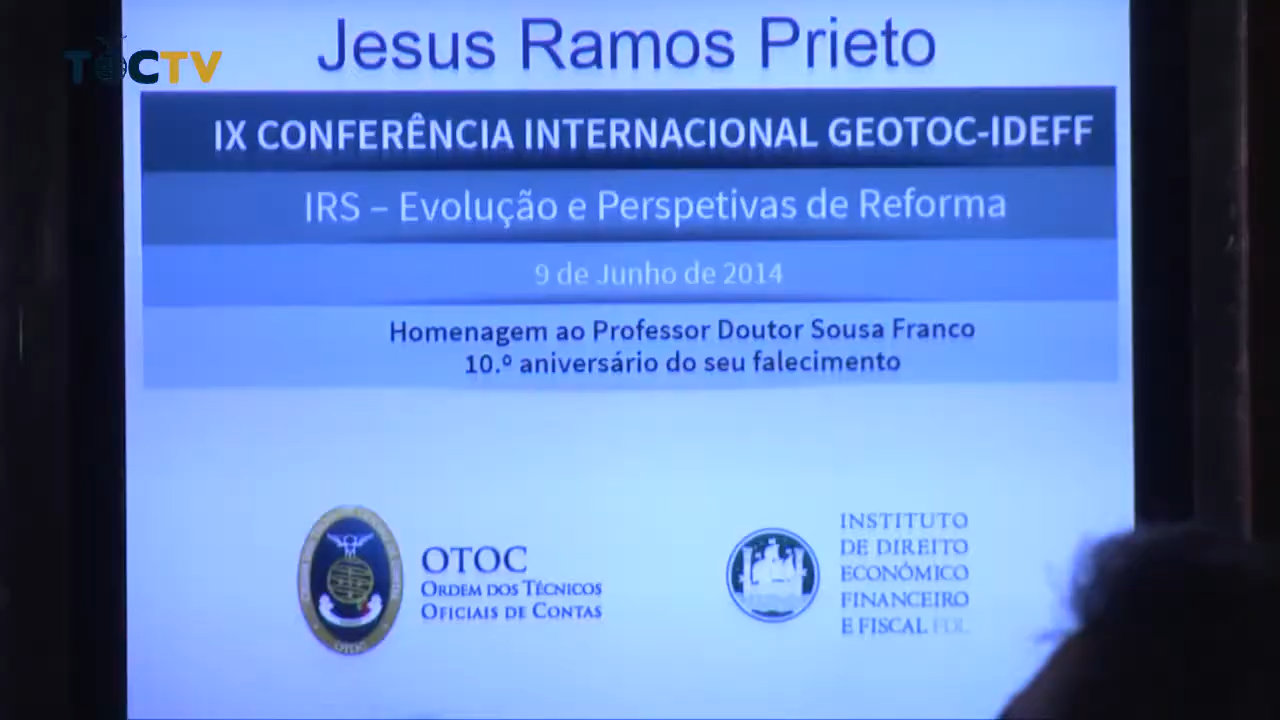 TOCTV
Jesus Ramos Prieto
IX CONFERÊNCIA INTERNACIONAL GEOTOC-IDEFF
IRS – Evolução e Perspetivas de Reforma
9 de Junho de 2014
Homenagem ao Professor Doutor Sousa Franco
10.º aniversário do seu falecimento
OTOC
ORDEM DOS TÉCNICOS
OFICIAIS DE CONTAS
INSTITUTO
DE DIREITO
ECONÓMICO
FINANCEIRO
E FISCAL FDL